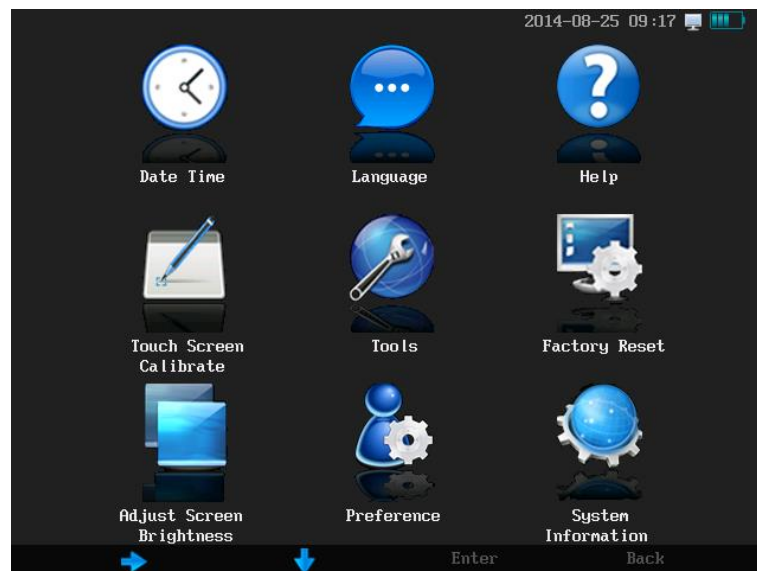 2014-08-25 09:17
Date Time
Language
Help
Touch Screen
Calibrate
Tools
Factory Reset
Adjust Screen
Brightness
Preference
System
Information
Enter
Back